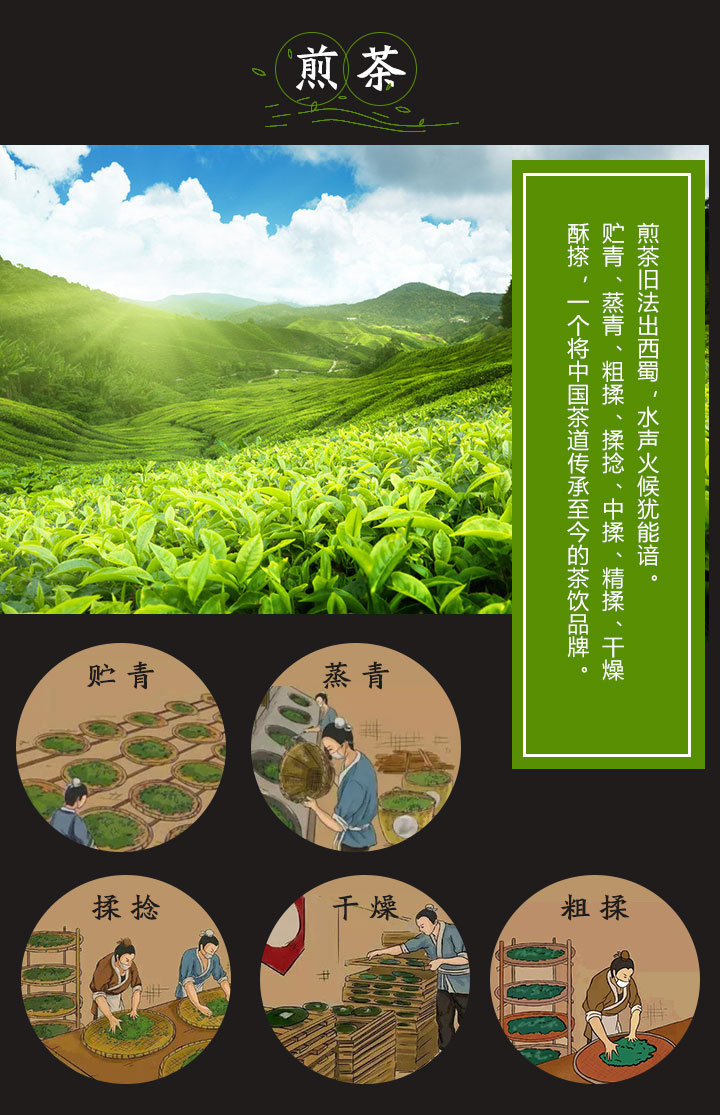 煎茶
煎茶旧法出西蜀，水声火候犹能谙。
贮青、蒸青、粗揉、揉捻、中揉、精揉、干燥
酥搽，一个将中国茶道传承至今的茶饮品牌。
贮青
蒸青
揉捻
干燥
粗揉